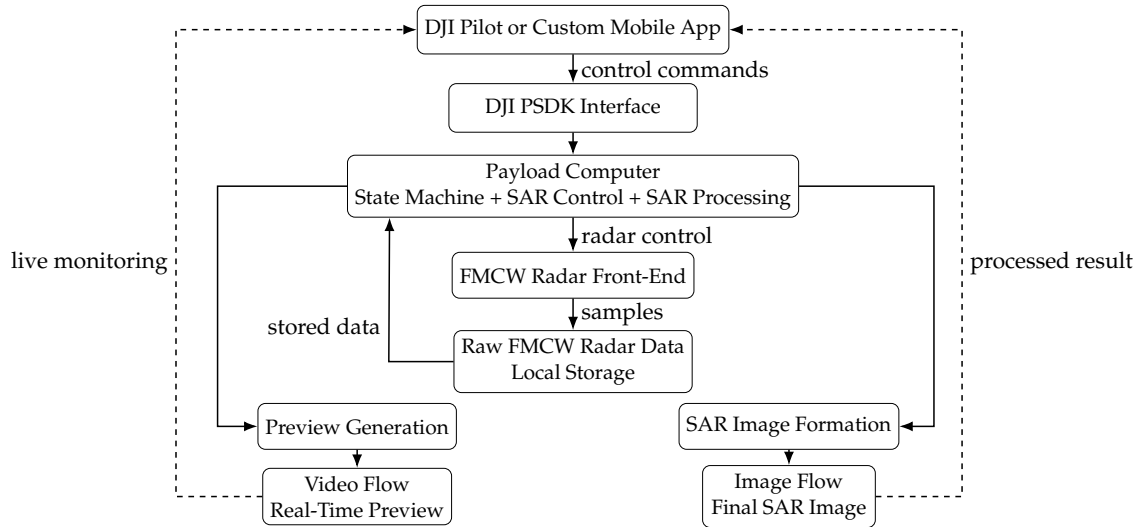 DJI Pilot or Custom Mobile App
control commands
DJI PSDK Interface
Payload Computer
State Machine + SAR Control + SAR Processing
radar control
live monitoring
FMCW Radar Front-End
processed result
samples
stored data
Raw FMCW Radar Data
Local Storage
Preview Generation
SAR Image Formation
Video Flow
Real-Time Preview
Image Flow
Final SAR Image